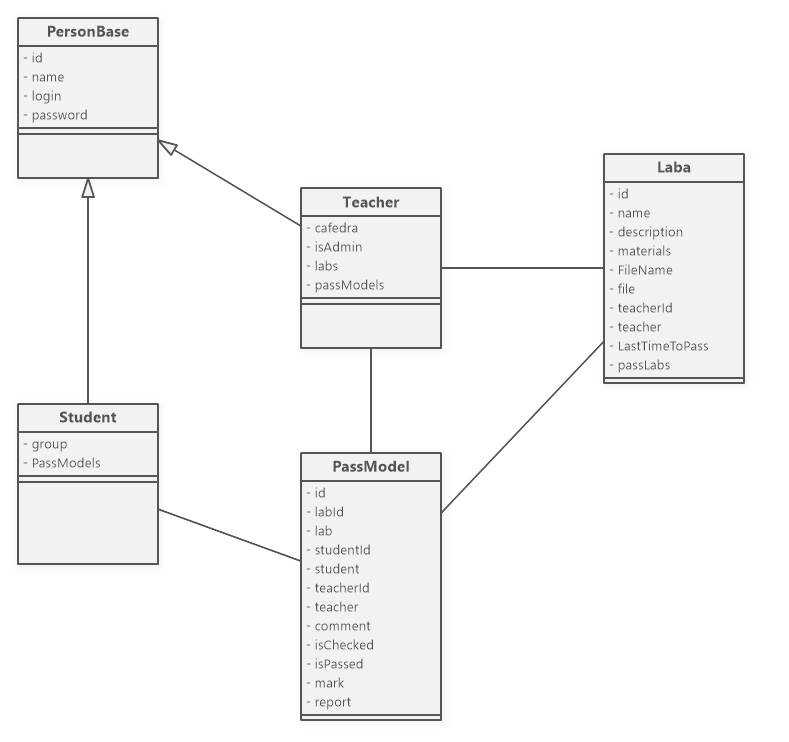 PersonBase
- id
- name
- login
- password
Teacher
- cafedra
- isAdmin
- labs
- passModels
Laba
- id
- name
- description
- materials
- FileName
- file
- teacherId
- teacher
- LastTimeToPass
- passLabs
Student
- group
- PassModels
PassModel
- id
- labId
- lab
- studentId
- student
- teacherId
- teacher
- comment
- isChecked
- isPassed
- mark
- report